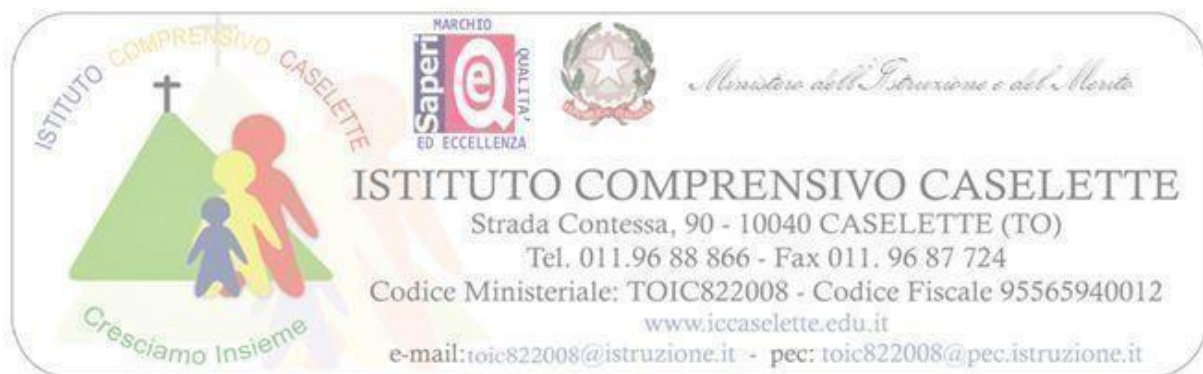 ISTITUTO COMPRENSIVO CASELETTE
Cresciamo Insieme
MARCHIO
Saperi
QUALITA'
ED ECCELLENZA
Ministero dell'Istruzione e del Merito
ISTITUTO COMPRENSIVO CASELETTE
Strada Contessa, 90 - 10040 CASELETTE (TO)
Tel. 011.96 88 866 - Fax 011. 96 87 724
Codice Ministeriale: TOIC822008 - Codice Fiscale 95565940012
www.iccaselette.edu.it
e-mail:toic822008@istruzione.it - pec: toic822008@pec.istruzione.it